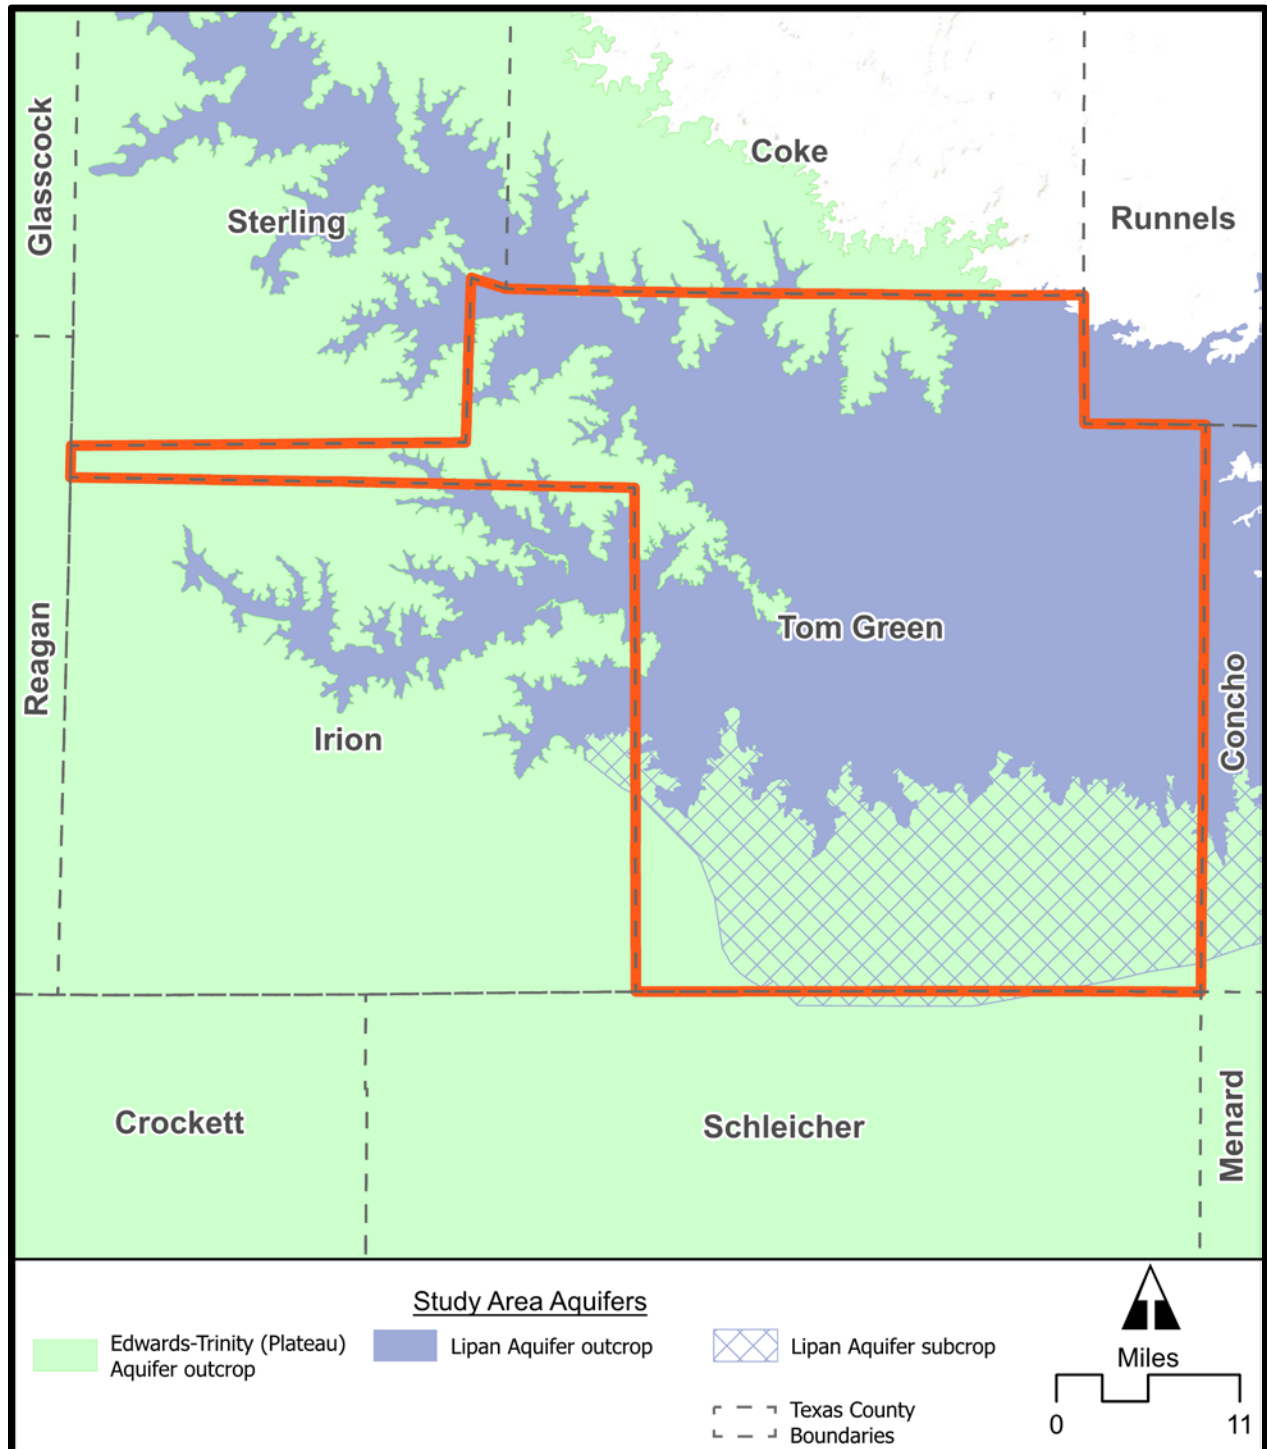 Glasscock
Coke
Sterling
Runnels
Reagan
Tom Green
Concho
Irion
Crockett
Schleicher
Menard
Study Area Aquifers
Edwards-Trinity (Plateau)
Aquifer outcrop
Lipan Aquifer outcrop
Lipan Aquifer subcrop
Texas County
Boundaries
Miles
0 11